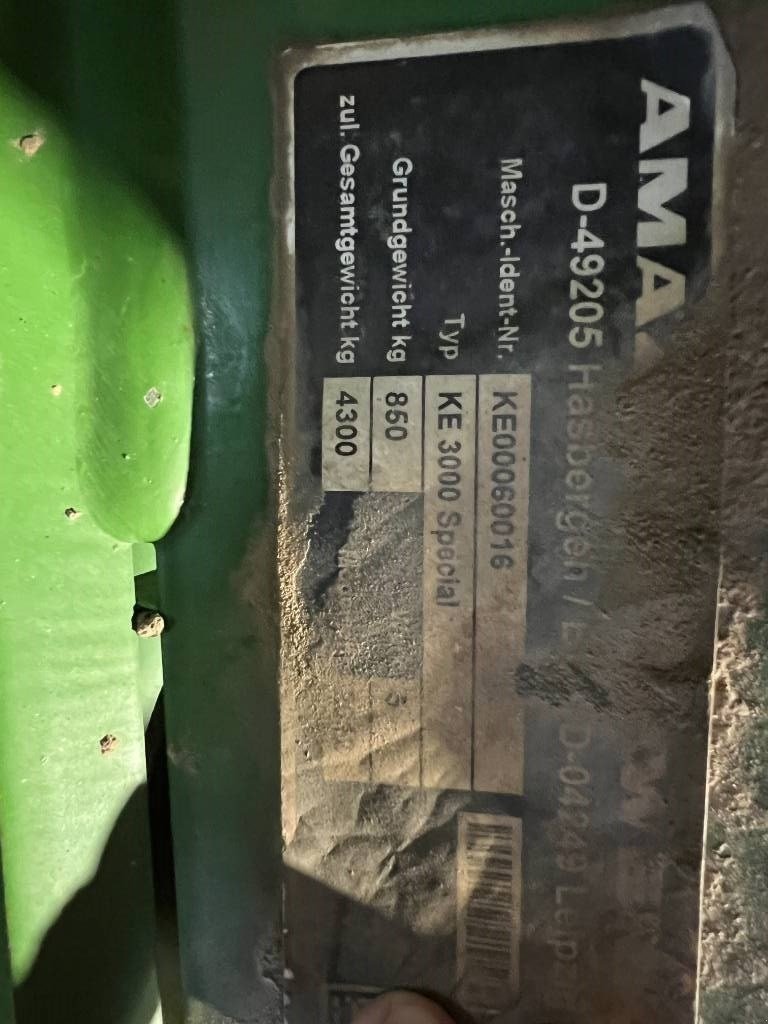 AMA
D-49205 Hasbergen / D-04249 Leip
Masch.-Ident-Nr. KE00060016
Typ KE 3000 Special
Grundgewicht kg 850
zul. Gesamtgewicht kg 4300